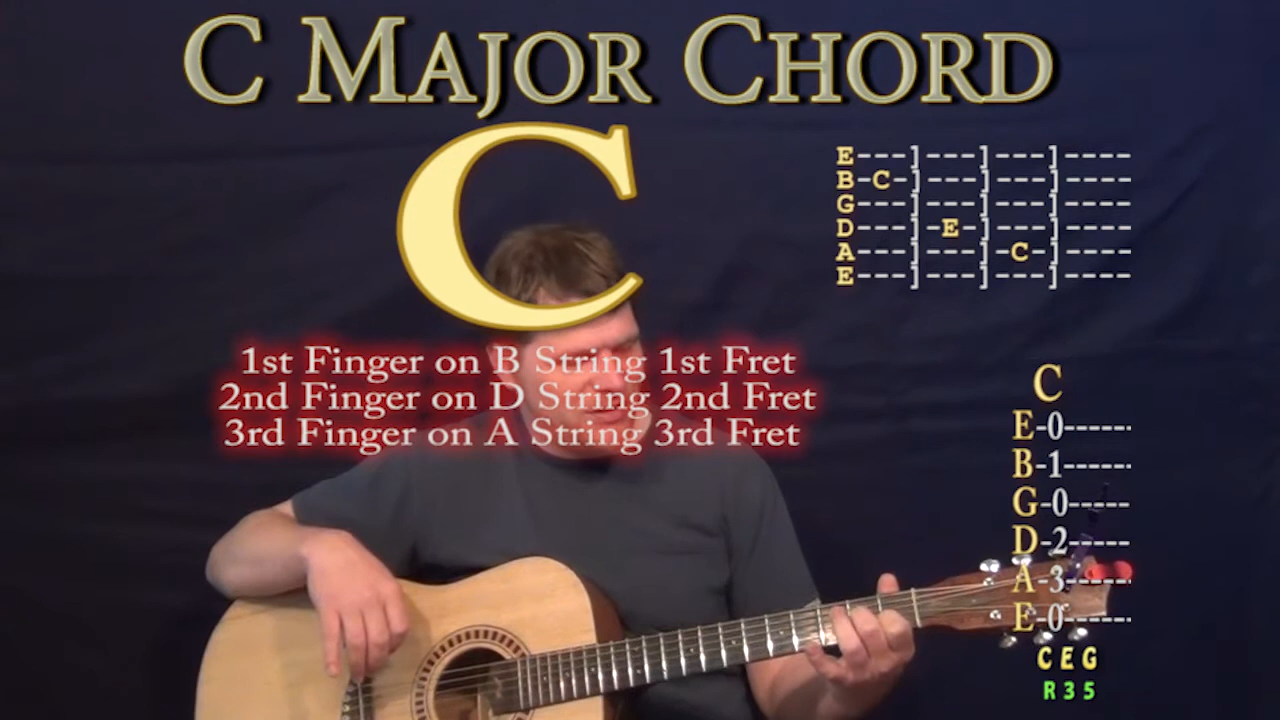 C MAJOR CHORD
C
E---]---]---]----
B-C-]---]---]----
G---]---]---]----
D---]-E-]---]----
A---]---]-C-]----
E---]---]---]----
1st Finger on B String 1st Fret
2nd Finger on D String 2nd Fret
3rd Finger on A String 3rd Fret
C
E-0-----
B-1-----
G-0-----
D-2-----
A-3-----
E-0-----
C E G
R 3 5